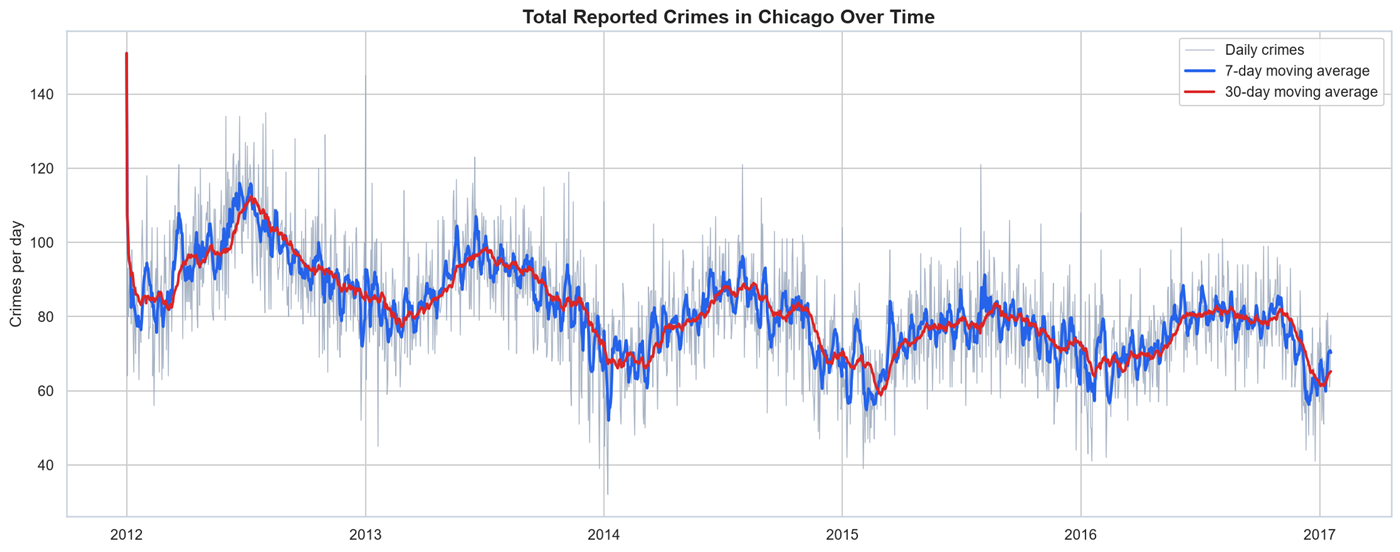 Total Reported Crimes in Chicago Over Time
Daily crimes
7-day moving average
30-day moving average
Crimes per day
140
120
100
80
60
40
2012 2013 2014 2015 2016 2017